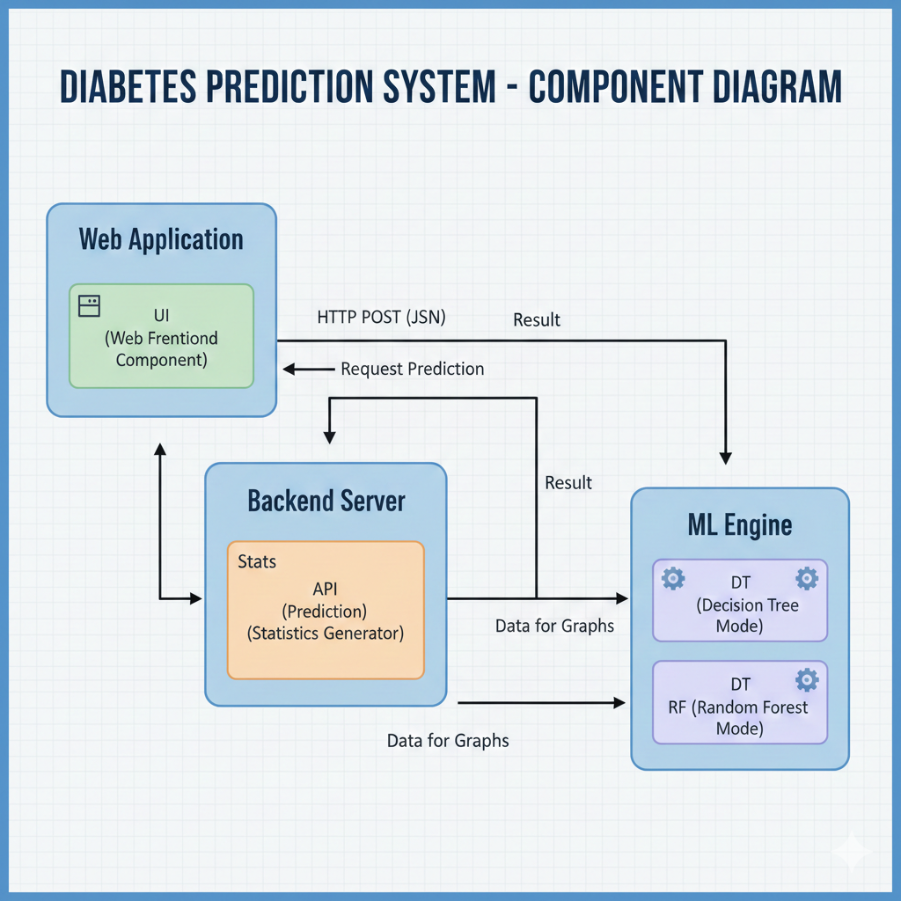 DIABETES PREDICTION SYSTEM - COMPONENT DIAGRAM
Web Application
UI
(Web Frentiond
Component)
HTTP POST (JSN)
Result
Request Prediction
Backend Server
Stats
API
(Prediction)
(Statistics Generator)
Result
Data for Graphs
Data for Graphs
ML Engine
DT
(Decision Tree
Mode)
DT
RF (Random Forest
Mode)